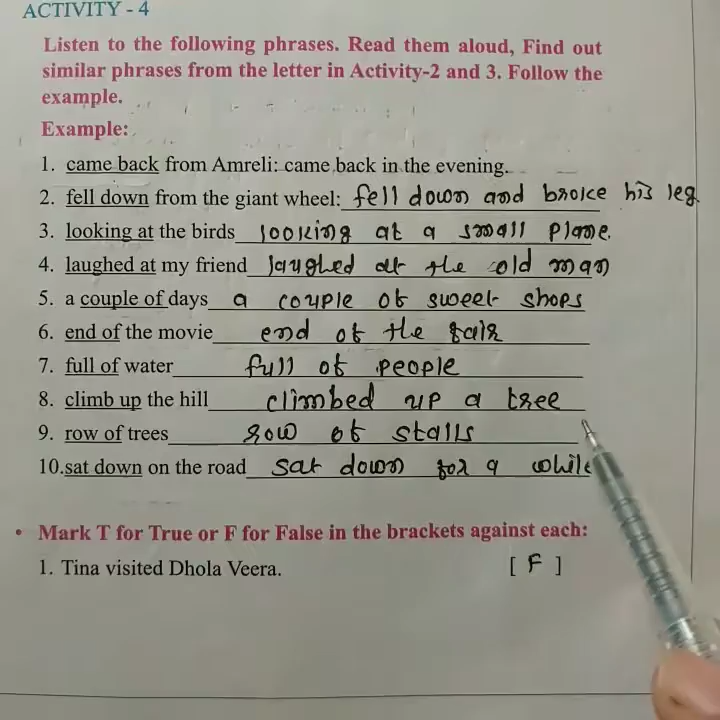 ACTIVITY - 4
Listen to the following phrases. Read them aloud, Find out
similar phrases from the letter in Activity-2 and 3. Follow the
example.
Example:
1. came back from Amreli: came back in the evening.
2. fell down from the giant wheel: fell down and broke his leg.
3. looking at the birds looking at a small plane.
4. laughed at my friend laughed at the old man
5. a couple of days a couple of sweet shops
6. end of the movie end of the fair
7. full of water full of people
8. climb up the hill climbed up a tree
9. row of trees row of stalls
10.sat down on the road sat down for a while
• Mark T for True or F for False in the brackets against each:
1. Tina visited Dhola Veera. [ F ]